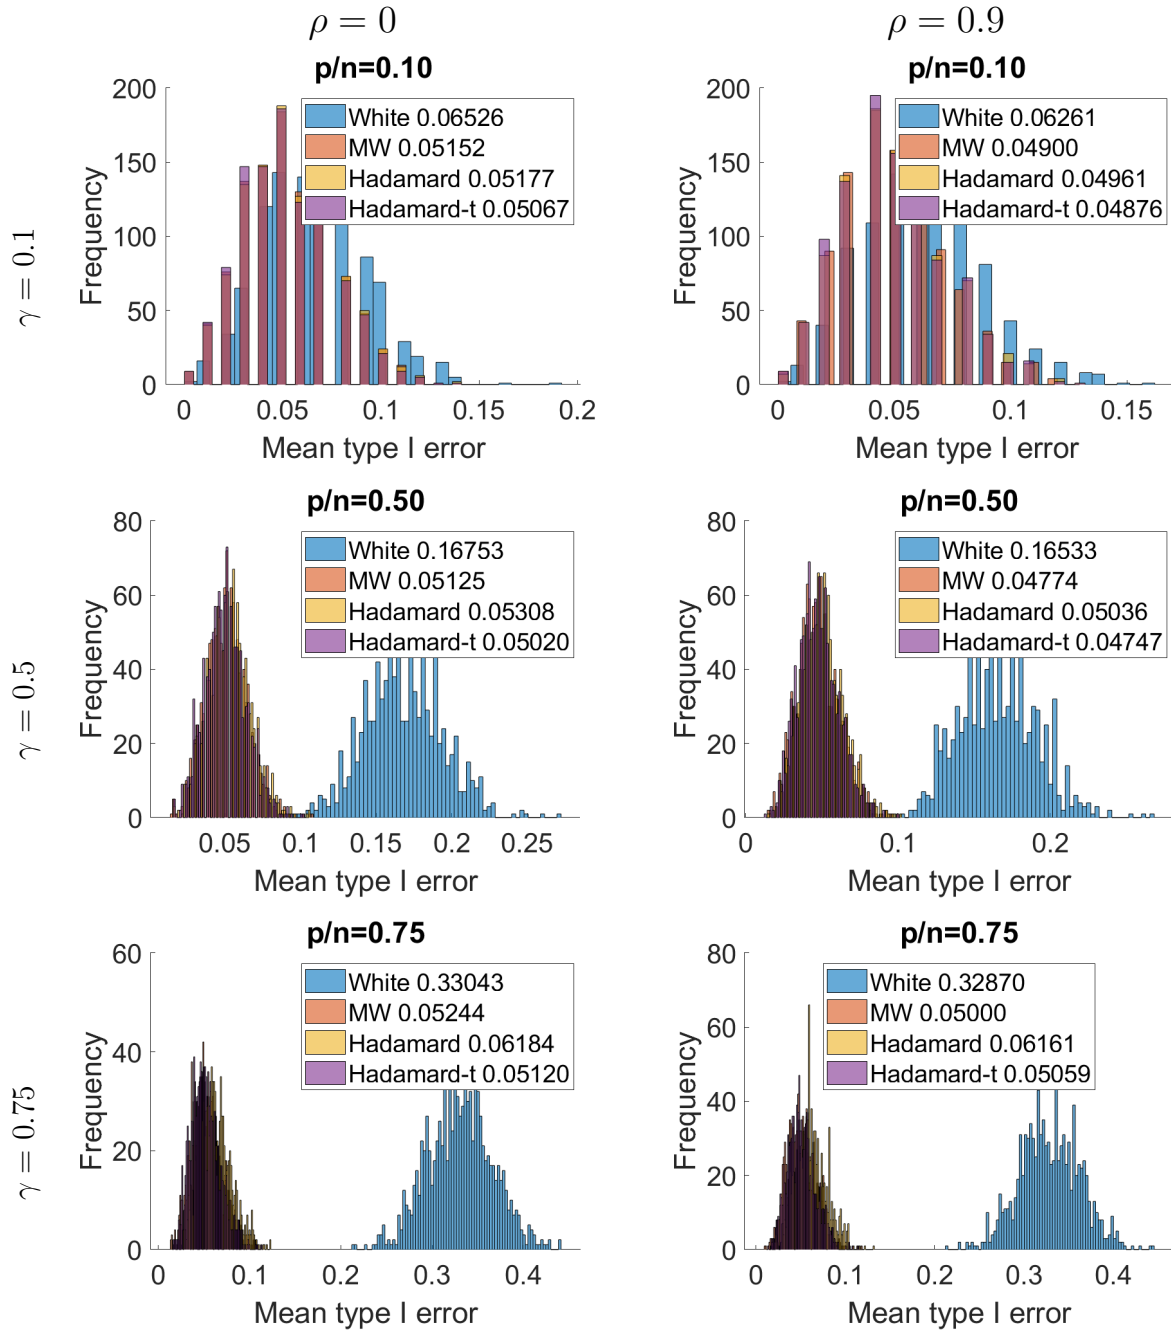 ρ = 0
ρ = 0.9
γ = 0.1
p/n=0.10
200
150
100
50
0
Frequency
White 0.06526
MW 0.05152
Hadamard 0.05177
Hadamard-t 0.05067
0 0.05 0.1 0.15 0.2
Mean type I error
p/n=0.10
200
150
100
50
0
Frequency
White 0.06261
MW 0.04900
Hadamard 0.04961
Hadamard-t 0.04876
0 0.05 0.1 0.15
Mean type I error
γ = 0.5
p/n=0.50
80
60
40
20
0
Frequency
White 0.16753
MW 0.05125
Hadamard 0.05308
Hadamard-t 0.05020
0.05 0.1 0.15 0.2 0.25
Mean type I error
p/n=0.50
80
60
40
20
0
Frequency
White 0.16533
MW 0.04774
Hadamard 0.05036
Hadamard-t 0.04747
0 0.1 0.2
Mean type I error
γ = 0.75
p/n=0.75
60
40
20
0
Frequency
White 0.33043
MW 0.05244
Hadamard 0.06184
Hadamard-t 0.05120
0 0.1 0.2 0.3 0.4
Mean type I error
p/n=0.75
80
60
40
20
0
Frequency
White 0.32870
MW 0.05000
Hadamard 0.06161
Hadamard-t 0.05059
0 0.1 0.2 0.3 0.4
Mean type I error